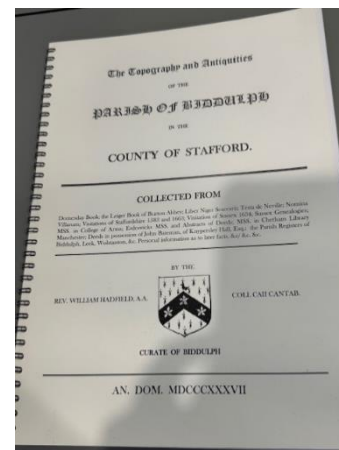 The Topography and Antiquities
OF THE
PARISH OF BIDDULPH
IN THE
COUNTY OF STAFFORD.
COLLECTED FROM
Domesday Book; the Larger Book of Burton Abbey; Liber Niger Scaccarii; Testa de Neville; Nomina
Villarum; Visitations of Staffordshire 1583 and 1663; Visitation of Sussex 1634; Sussex Genealogies;
MSS. in College of Arms, Erdeswicks MSS. and Abstracts of Deeds; MSS. in Chetham Library
Manchester; Deeds in possession of John Bateman, of Knypersley Hall, Esq.; the Parish Registers of
Biddulph, Leek, Wolstanton, &c. Personal information as to later facts, &c! &c. &c.
BY THE
REV. WILLIAM HADFIELD, A.A.
COLL CAII CANTAB.
CURATE OF BIDDULPH
AN. DOM. MDCCCXXXVII